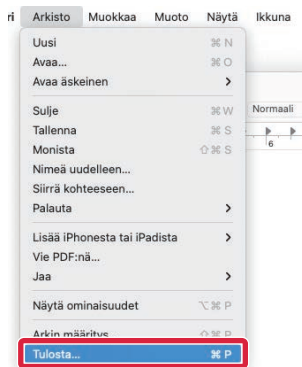 ri Arkisto Muokkaa Muoto Näytä Ikkuna
Uusi ⌘ N
Avaa... ⌘ O
Avaa äskeinen >
Normaali
Sulje ⌘ W
Tallenna ⌘ S
6
Monista ⇧ ⌘ S
Nimeä uudelleen...
Siirrä kohteeseen...
Palauta >
Lisää iPhonesta tai iPadista >
Vie PDF:nä...
Jaa >
Näytä ominaisuudet ⌥ ⌘ P
Arkin määritys... ⇧ ⌘ P
Tulosta... ⌘ P